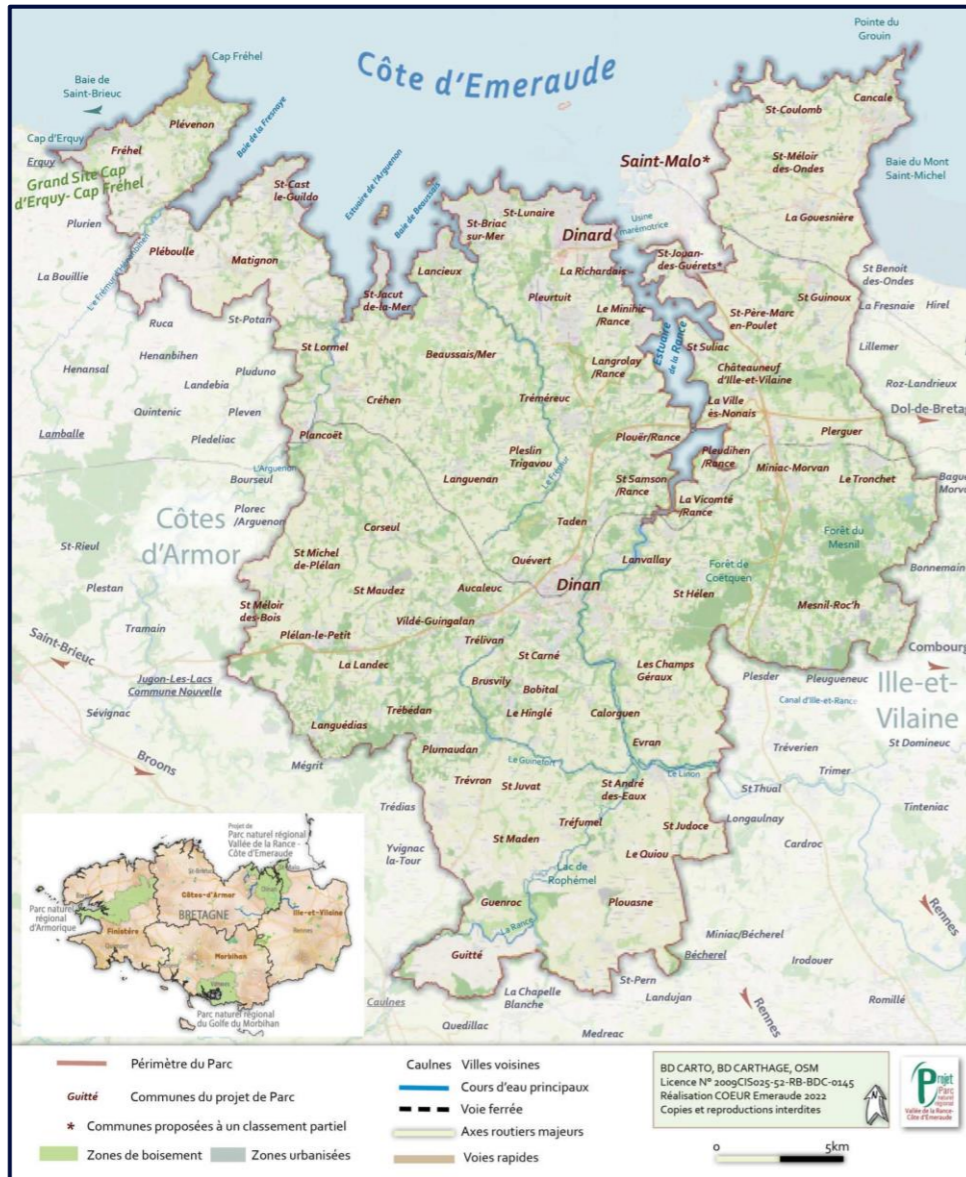 Pointe du
Grouin
Cap Fréhel
Côte d'Emeraude
Baie de
Saint-Brieuc
Cancale
St-Coulomb
Plévenon
Baie de la Fresnaye
Cap d'Erquy
Fréhel
Erquy
Saint-Malo*
St-Méloir
des-Ondes
Baie du Mont
Saint-Michel
Grand Site Cap
d'Erquy- Cap Fréhel
St-Cast
le-Guildo
Estuaire de l'Arguenon
Baie de Beaussais
St-Lunaire
St-Briac
sur-Mer
Usine
marémotrice
La Gouesnière
Plurien
Dinard
Pléboulle
Matignon
St-Jouan-
des-Guérets*
La Bouillie
Lancieux
La Richardais
St Benoit
des-Ondes
St-Jacut
de-la-Mer
Pleurtuit
St Guinoux
La Fresnaie
Hirel
Le Minihic
/Rance
St-Père-Marc
en-Poulet
Ruca
St-Potan
St Lormel
Estuaire
de la Rance
St Suliac
Lillemer
Henanbihen
Beaussais/Mer
Langrolay
/Rance
Châteauneuf
d'Ille-et-Vilaine
Henansal
Pluduno
Landebia
Créhen
Tréméreuc
Roz-Landrieux
La Ville
ès-Nonais
Dol-de-Bretag
Quintenic
Pleven
Lamballe
Pledeliac
Plancoët
Plouër/Rance
Plerguer
Pleslin
Trigavou
Le Frémur
Pleudihen
/Rance
Miniac-Morvan
L'Arguenon
Bourseul
Languenan
St Samson
/Rance
Le Tronchet
Bague
Morva
La Vicomté
/Rance
Plorec
/Arguenon
Côtes
d'Armor
Corseul
Taden
Forêt du
Mesnil
St-Rieul
St Michel
de-Plélan
Quévert
Lanvallay
Forêt de
Coëtquen
Bonnemain
Plestan
St Maudez
Aucaleuc
Dinan
St Hélen
St Méloir
des-Bois
Vildé-Guingalan
Mesnil-Roc'h
Tramain
Plélan-le-Petit
Trélivan
Saint-Brieuc
St Carné
Combourg
La Landec
Les Champs
Géraux
Plesder
Pleugueneuc
Jugon-Les-Lacs
Commune Nouvelle
Brusvily
Bobital
Ille-et-
Vilaine
Canal d'Ille-et-Rance
Sévignac
Trébédan
Le Hinglé
Calorguen
Languédias
Evran
Tréverien
St Domineuc
Broons
Plumaudan
Mégrit
Le Guinefort
Le Linon
Trimer
Trévron
St Juvat
St André
des-Eaux
St Thual
Trédias
Longaulnay
Tinteniac
Tréfumel
St Judoce
Yvignac
la-Tour
St Maden
Cardroc
Le Quiou
Lac de
Rophémel
Guenroc
Plouasne
La Rance
Rennes
Guitté
Miniac/Bécherel
Bécherel
Irodouer
St-Pern
Caulnes
La Chapelle
Blanche
Landujan
Rennes
Romillé
Quedillac
Medreac
Projet de
Parc naturel régional
Vallée de la Rance -
Côte d'Emeraude
Côtes-d'Armor
Ille-et-Vilaine
BRETAGNE
Parc naturel
régional
d'Armorique
Finistère
Rennes
Morbihan
Parc naturel régional
du Golfe du Morbihan
Périmètre du Parc
Guitté Communes du projet de Parc
* Communes proposées à un classement partiel
Zones de boisement
Zones urbanisées
Caulnes Villes voisines
Cours d'eau principaux
Voie ferrée
Axes routiers majeurs
Voies rapides
BD CARTO, BD CARTHAGE, OSM
Licence N° 2009CIS025-52-RB-BDC-0145
Réalisation COEUR Emeraude 2022
Copies et reproductions interdites
N
0 5km
Projet
Parc
naturel
régional
Vallée de la Rance-
Côte d'Emeraude